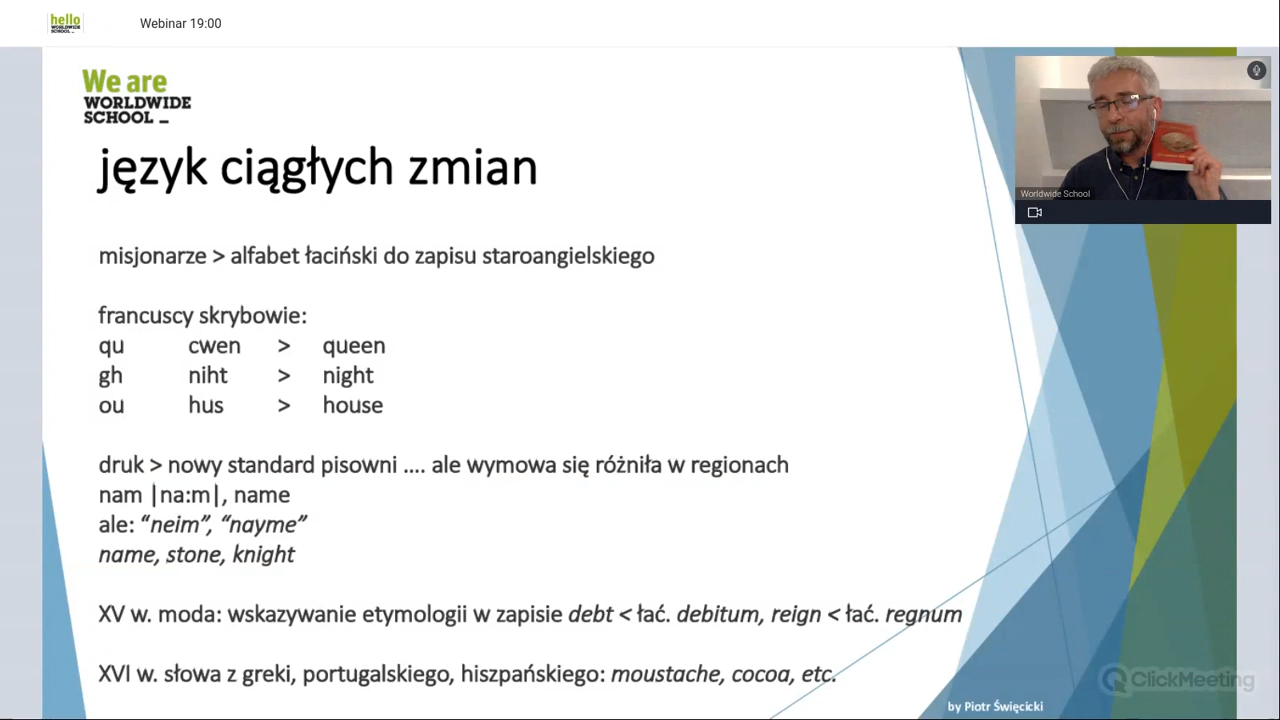 hello
WORLDWIDE
SCHOOL _
Webinar 19:00
We are
WORLDWIDE
SCHOOL _
język ciągłych zmian
Worldwide School
misjonarze > alfabet łaciński do zapisu staroangielskiego
francuscy skrybowie:
qu cwen > queen
gh niht > night
ou hus > house
druk > nowy standard pisowni .... ale wymowa się różniła w regionach
nam |na:m|, name
ale: “neim”, “nayme”
name, stone, knight
XV w. moda: wskazywanie etymologii w zapisie debt < łać. debitum, reign < łać. regnum
XVI w. słowa z greki, portugalskiego, hiszpańskiego: moustache, cocoa, etc.
ClickMeeting
by Piotr Święcicki